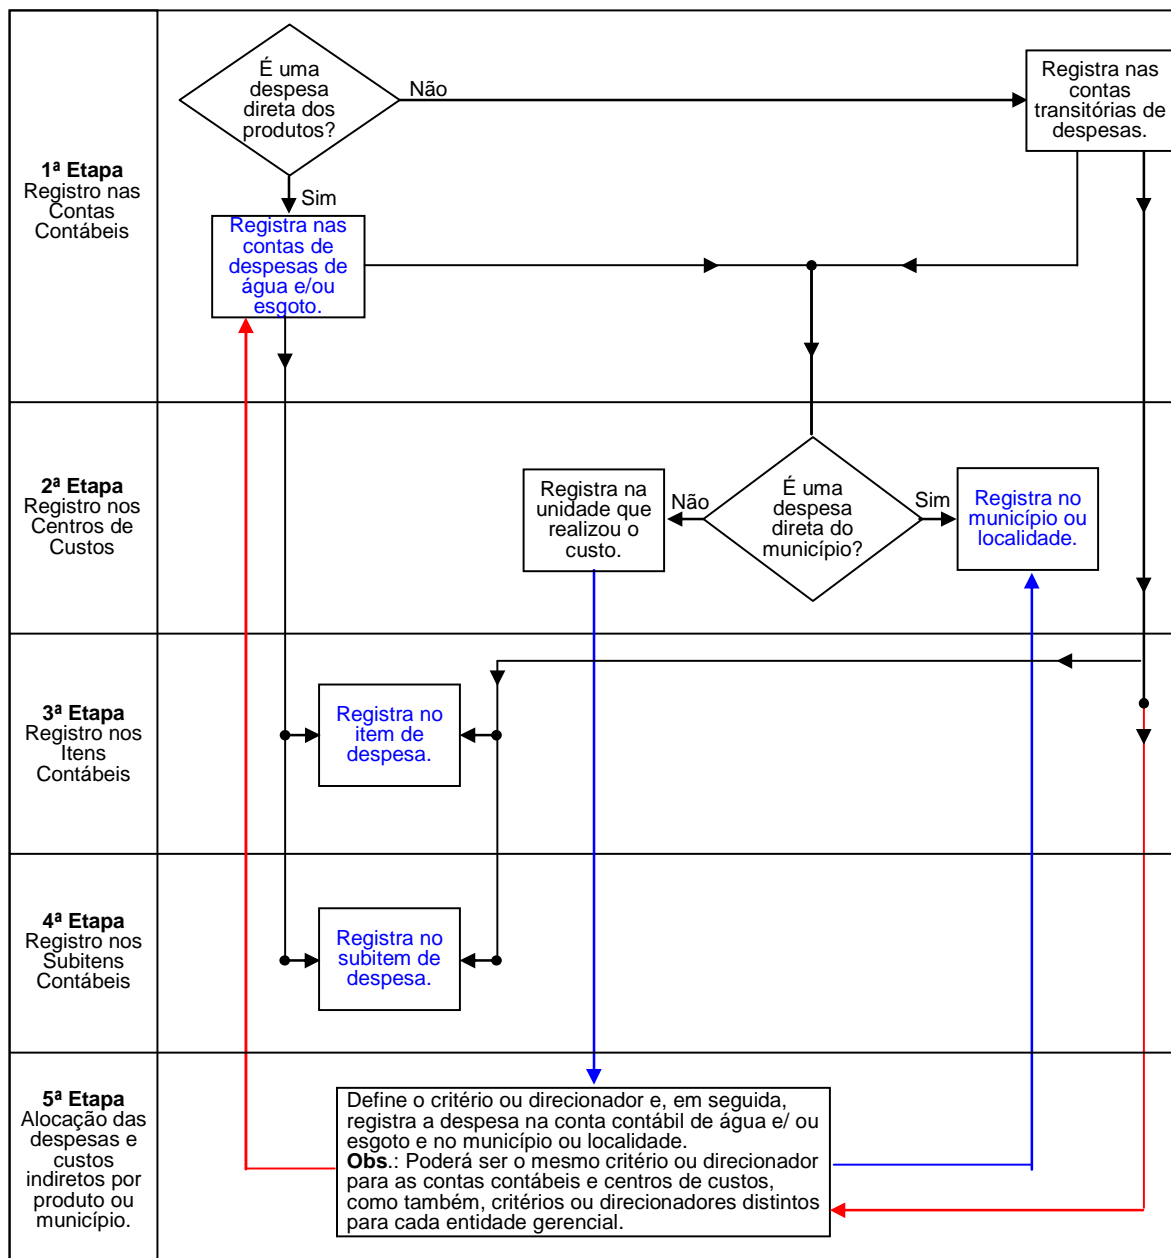 1ª Etapa
Registro nas
Contas
Contábeis
É uma
despesa
direta dos
produtos?
Não
Sim
Registra nas
contas
transitórias de
despesas.
Registra nas
contas de
despesas de
água e/ou
esgoto.
2ª Etapa
Registro nos
Centros de
Custos
Registra na
unidade que
realizou o
custo.
Não
É uma
despesa
direta do
município?
Sim
Registra no
município ou
localidade.
3ª Etapa
Registro nos
Itens
Contábeis
Registra no
item de
despesa.
4ª Etapa
Registro nos
Subitens
Contábeis
Registra no
subitem de
despesa.
5ª Etapa
Alocação das
despesas e
custos
indiretos por
produto ou
município.
Define o critério ou direcionador e, em seguida,
registra a despesa na conta contábil de água e/ ou
esgoto e no município ou localidade.
Obs.: Poderá ser o mesmo critério ou direcionador
para as contas contábeis e centros de custos,
como também, critérios ou direcionadores distintos
para cada entidade gerencial.